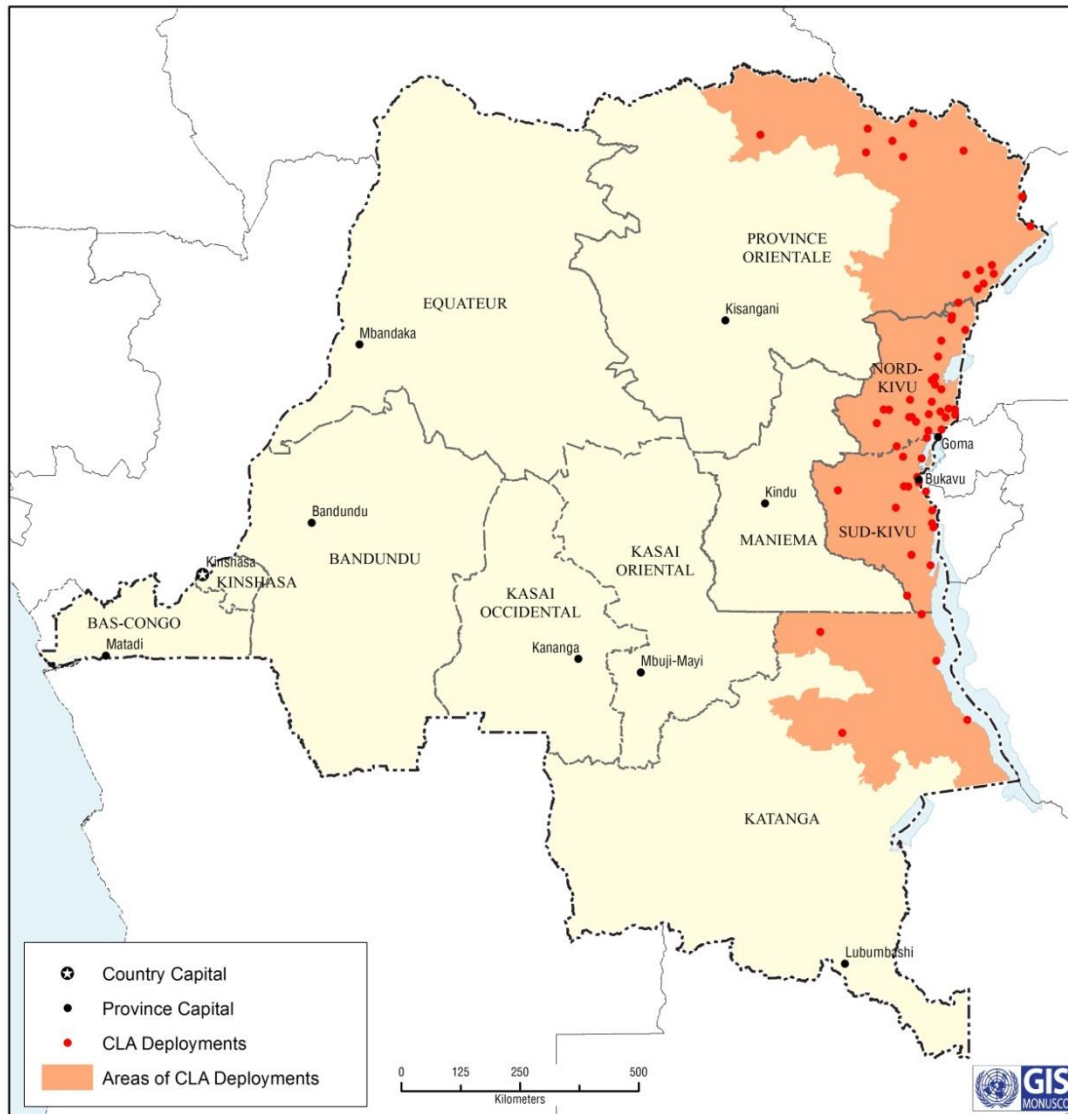 PROVINCE
ORIENTALE
EQUATEUR
Kisangani
Mbandaka
NORD-
KIVU
Goma
Bukavu
Kindu
Bandundu
MANIEMA
SUD-KIVU
KASAI
ORIENTAL
BANDUNDU
Kinshasa
KINSHASA
KASAI
OCCIDENTAL
BAS-CONGO
Matadi
Kananga
Mbuji-Mayi
KATANGA
Lubumbashi
Country Capital
Province Capital
CLA Deployments
Areas of CLA Deployments
0 125 250 500
Kilometers
GIS
MONUSCO